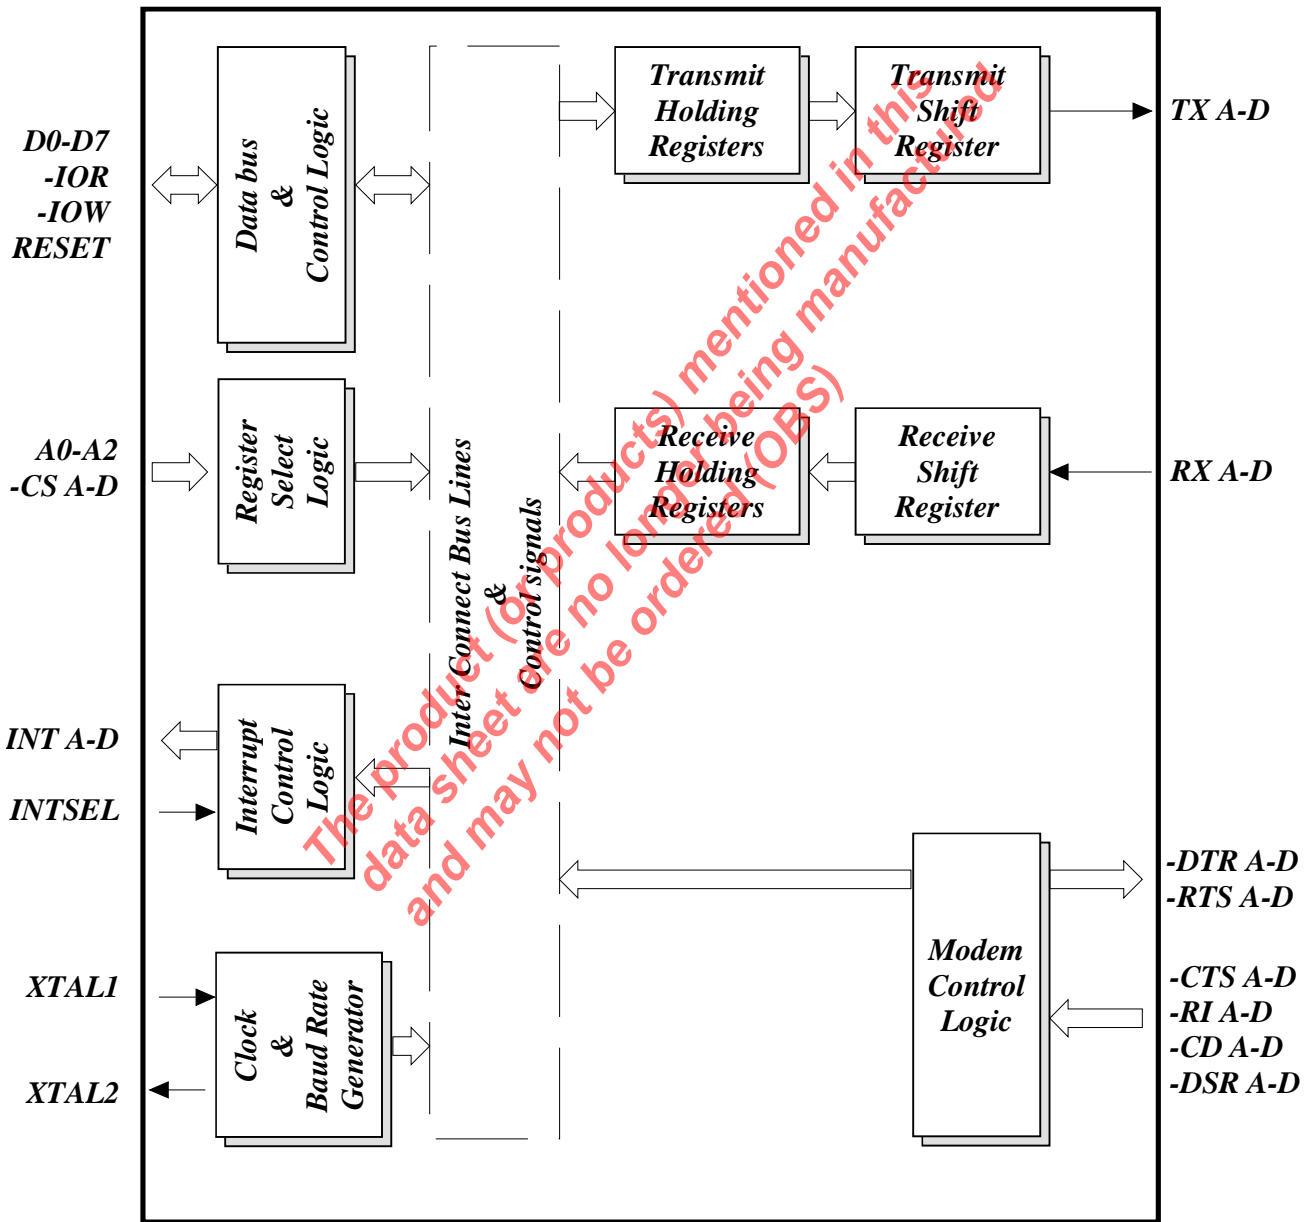 D0-D7
-IOR
-IOW
RESET
Data bus
&
Control Logic
A0-A2
-CS A-D
Register
Select
Logic
INT A-D
INTSEL
Interrupt
Control
Logic
XTAL1
XTAL2
Clock
&
Baud Rate
Generator
Inter Connect Bus Lines
&
Control signals
Transmit
Holding
Registers
Transmit
Shift
Register
TX A-D
Receive
Holding
Registers
Receive
Shift
Register
RX A-D
Modem
Control
Logic
-DTR A-D
-RTS A-D
-CTS A-D
-RI A-D
-CD A-D
-DSR A-D
The product (or products) mentioned in this
data sheet are no longer being manufactured
and may not be ordered (OBS)